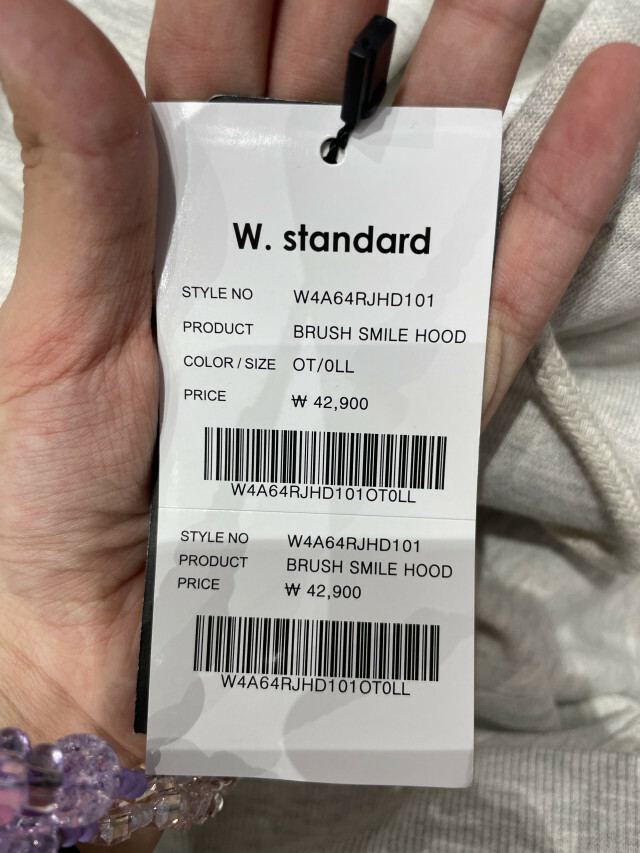 W. standard
STYLE NO W4A64RJHD101
PRODUCT BRUSH SMILE HOOD
COLOR / SIZE OT/0LL
PRICE ₩ 42,900
W4A64RJHD101OT0LL
STYLE NO W4A64RJHD101
PRODUCT BRUSH SMILE HOOD
PRICE ₩ 42,900
W4A64RJHD101OT0LL